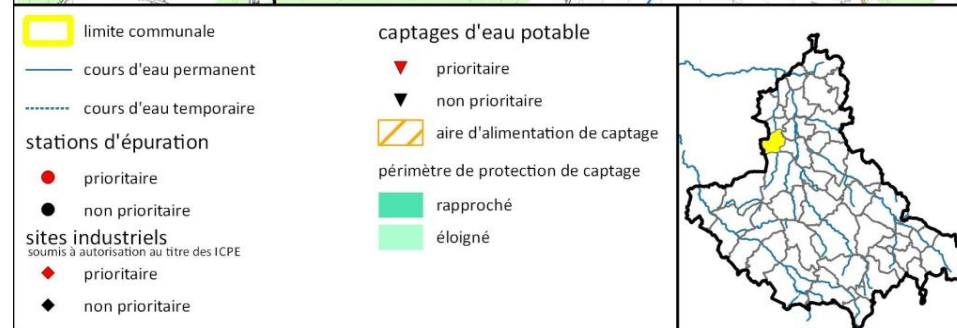 limite communale
cours d'eau permanent
cours d'eau temporaire
stations d'épuration
prioritaire
non prioritaire
sites industriels
soumis à autorisation au titre des ICPE
prioritaire
non prioritaire
captages d'eau potable
prioritaire
non prioritaire
aire d'alimentation de captage
périmètre de protection de captage
rapproché
éloigné